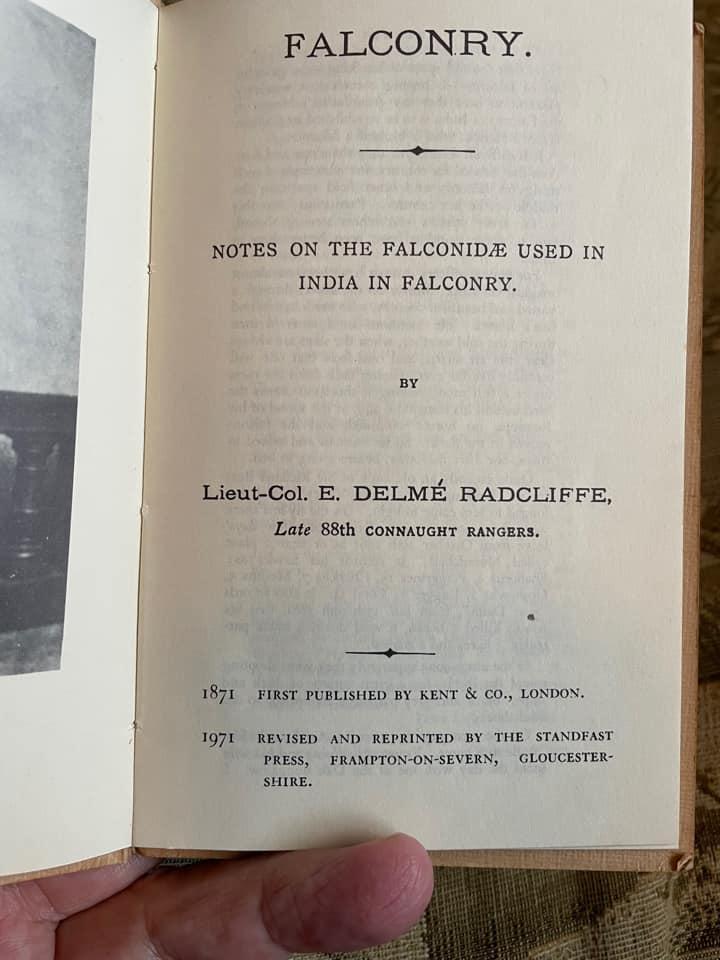 FALCONRY.
NOTES ON THE FALCONIDÆ USED IN
INDIA IN FALCONRY.
BY
Lieut-Col. E. DELMÉ RADCLIFFE,
Late 88th CONNAUGHT RANGERS.
1871 FIRST PUBLISHED BY KENT & CO., LONDON.
1971 REVISED AND REPRINTED BY THE STANDFAST
PRESS, FRAMPTON-ON-SEVERN, GLOUCESTER-
SHIRE.